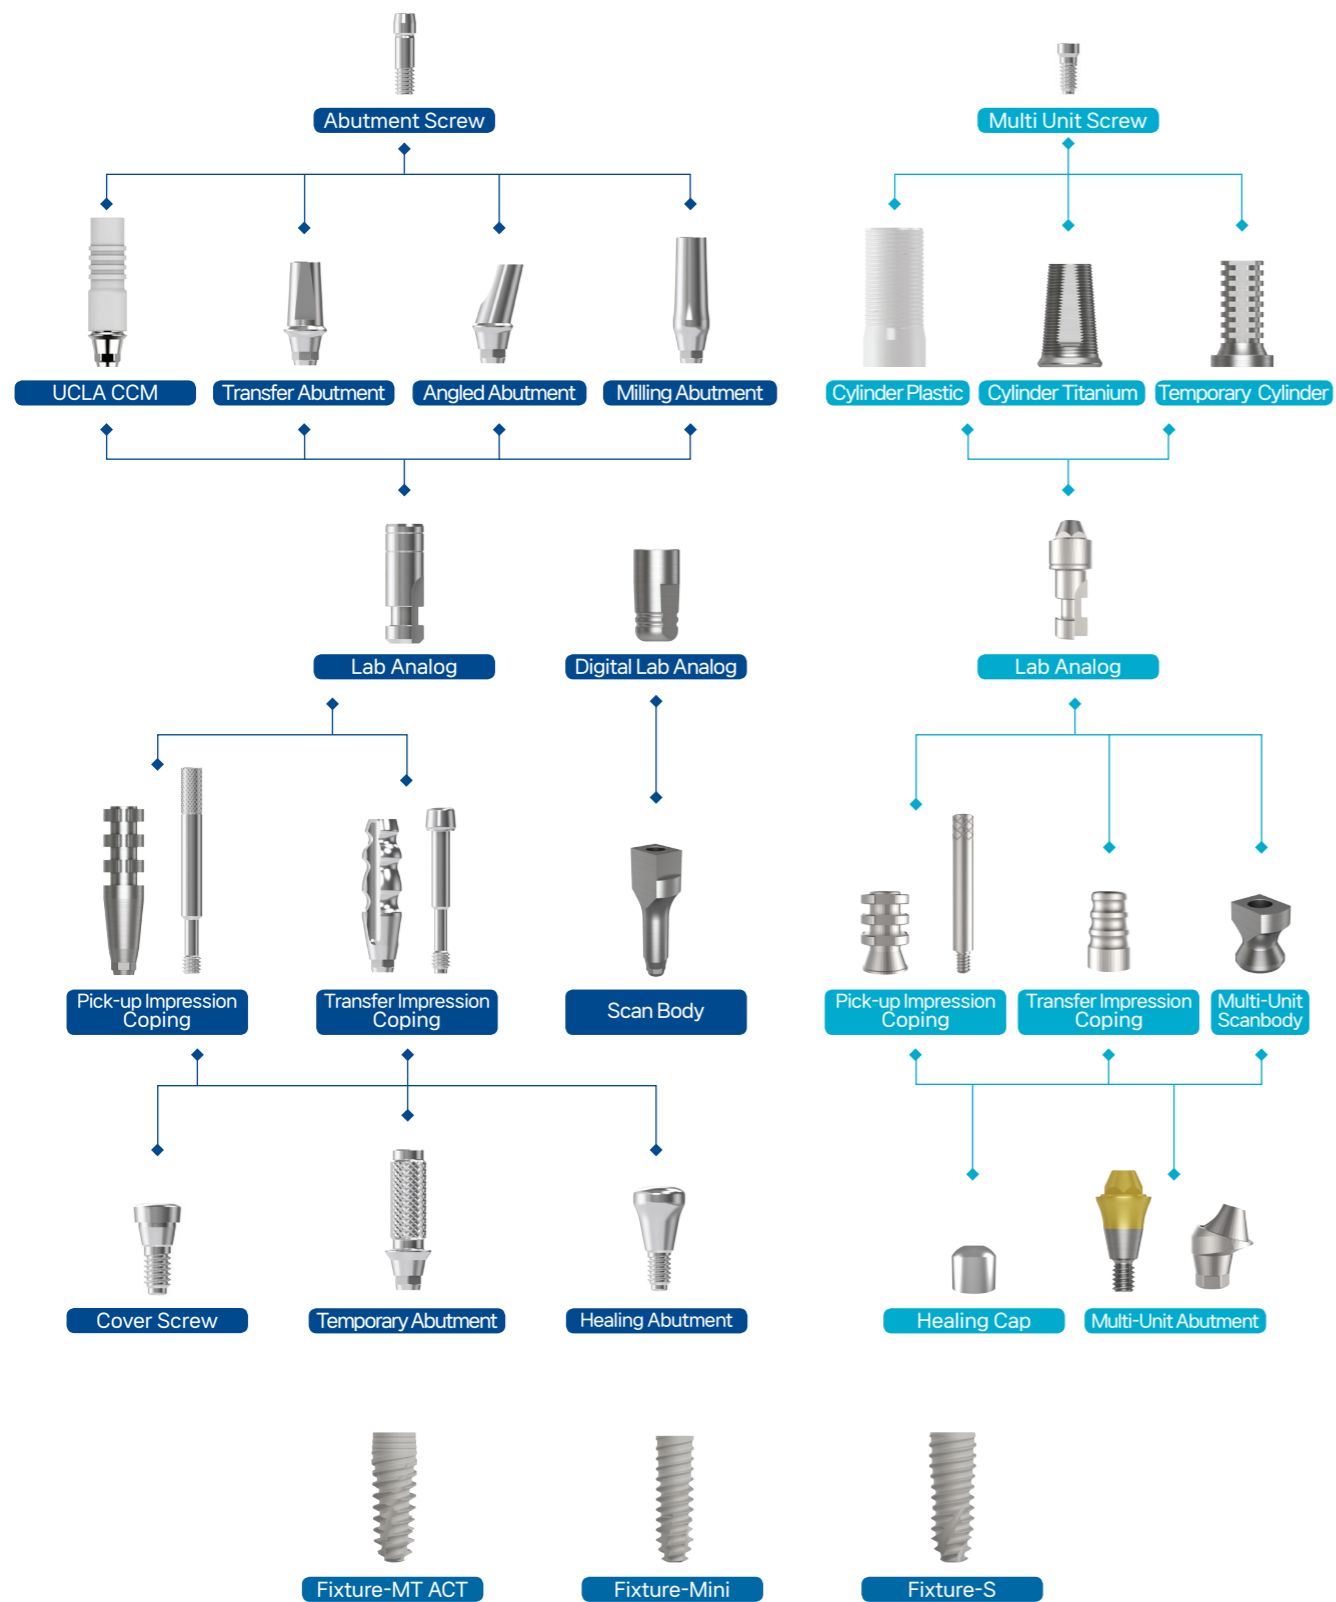 Abutment Screw
Multi Unit Screw
UCLA CCM
Transfer Abutment
Angled Abutment
Milling Abutment
Cylinder Plastic
Cylinder Titanium
Temporary Cylinder
Lab Analog
Digital Lab Analog
Lab Analog
Pick-up Impression
Coping
Transfer Impression
Coping
Scan Body
Pick-up Impression
Coping
Transfer Impression
Coping
Multi-Unit
Scanbody
Cover Screw
Temporary Abutment
Healing Abutment
Healing Cap
Multi-Unit Abutment
Fixture-MT ACT
Fixture-Mini
Fixture-S